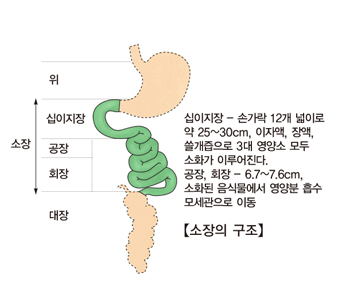 위
십이지장
소장
공장
회장
대장
십이지장 – 손가락 12개 넓이로
약 25~30cm, 이자액, 장액,
쓸개즙으로 3대 영양소 모두
소화가 이루어진다.
공장, 회장 – 6.7~7.6cm,
소화된 음식물에서 영양분 흡수
모세관으로 이동
【소장의 구조】